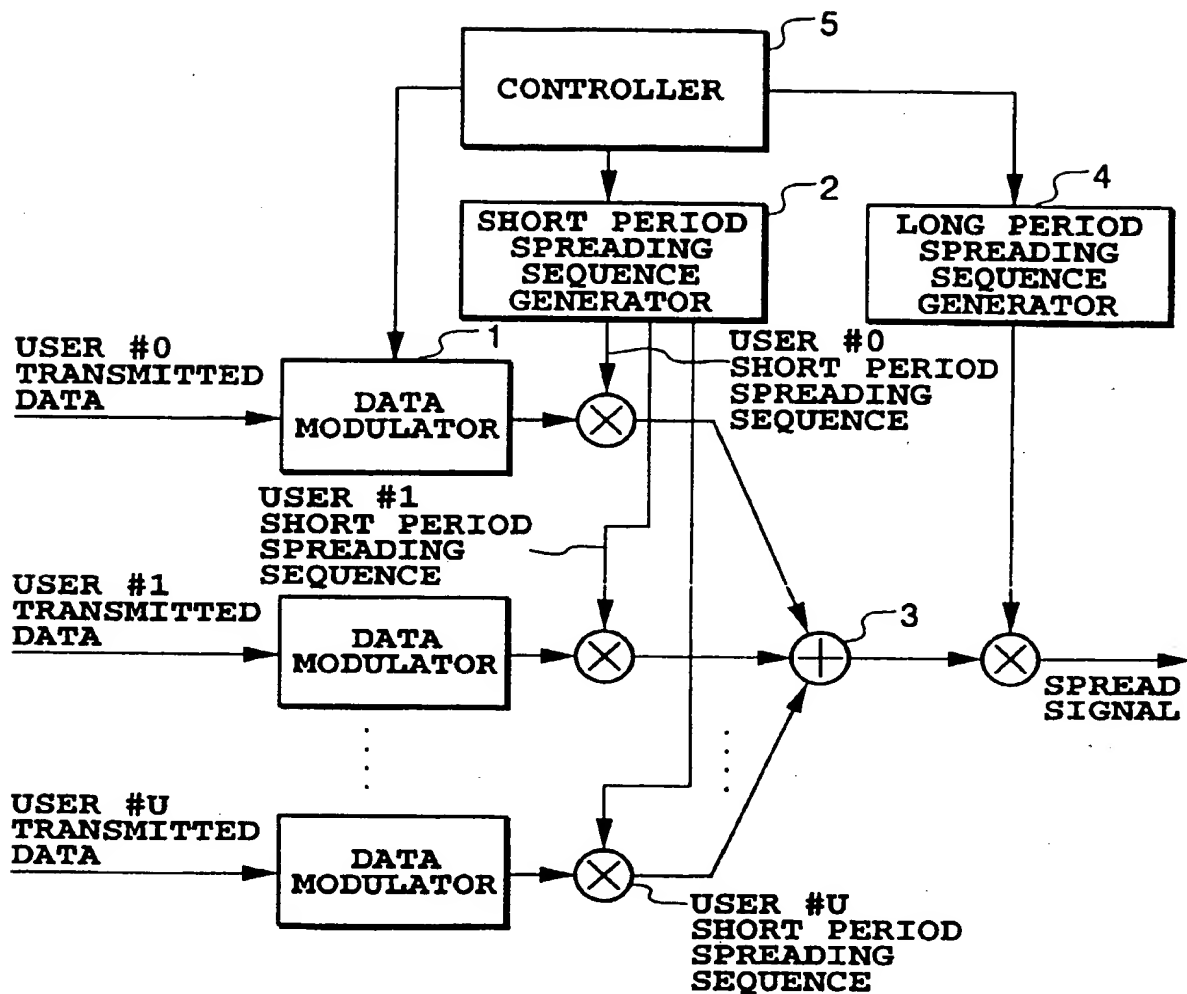 5
CONTROLLER
2
SHORT PERIOD
SPREADING
SEQUENCE
GENERATOR
4
LONG PERIOD
SPREADING
SEQUENCE
GENERATOR
USER #0
TRANSMITTED
DATA
1
DATA
MODULATOR
USER #0
SHORT PERIOD
SPREADING
SEQUENCE
USER #1
SHORT PERIOD
SPREADING
SEQUENCE
USER #1
TRANSMITTED
DATA
DATA
MODULATOR
3
SPREAD
SIGNAL
USER #U
TRANSMITTED
DATA
DATA
MODULATOR
USER #U
SHORT PERIOD
SPREADING
SEQUENCE